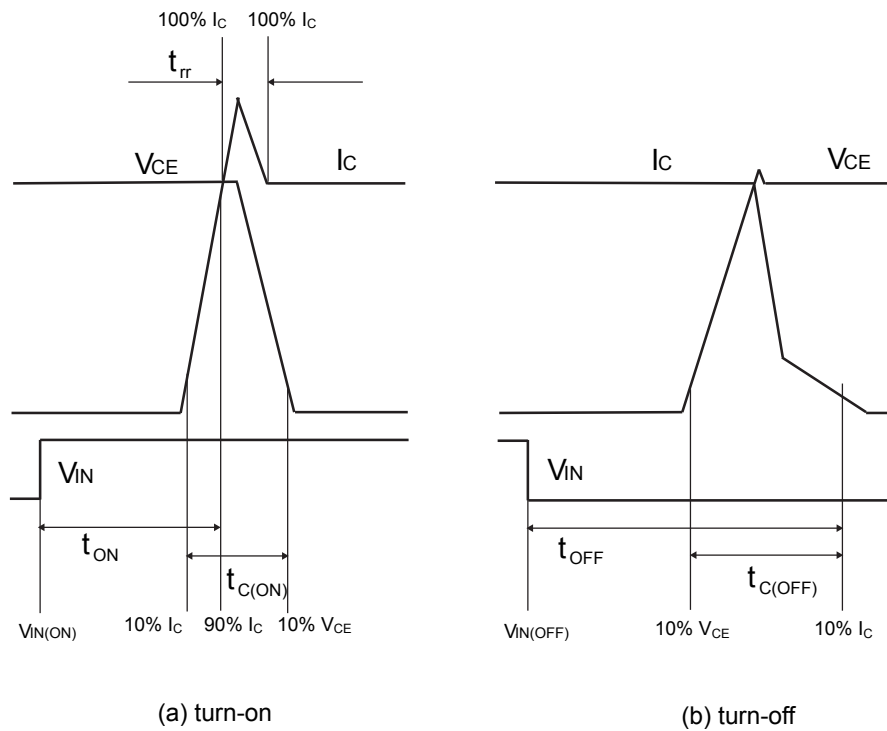 100% IC 100% IC
trr
VCE IC
IC VCE
VIN
VIN
tON
tOFF
tC(ON)
tC(OFF)
VIN(ON) 10% IC 90% IC 10% VCE
VIN(OFF) 10% VCE 10% IC
(a) turn-on
(b) turn-off